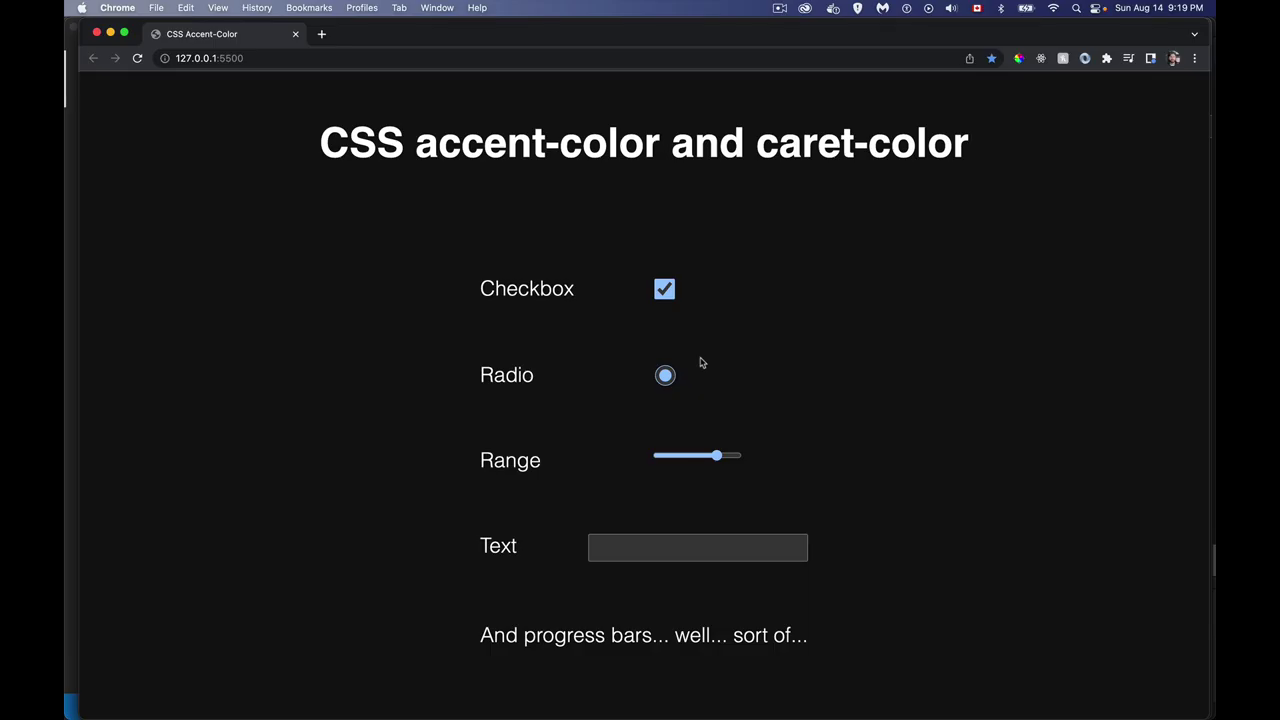 Chrome File Edit View History Bookmarks Profiles Tab Window Help Sun Aug 14 9:19 PM
CSS Accent-Color
127.0.0.1:5500
CSS accent-color and caret-color
Checkbox
Radio
Range
Text
And progress bars... well... sort of...